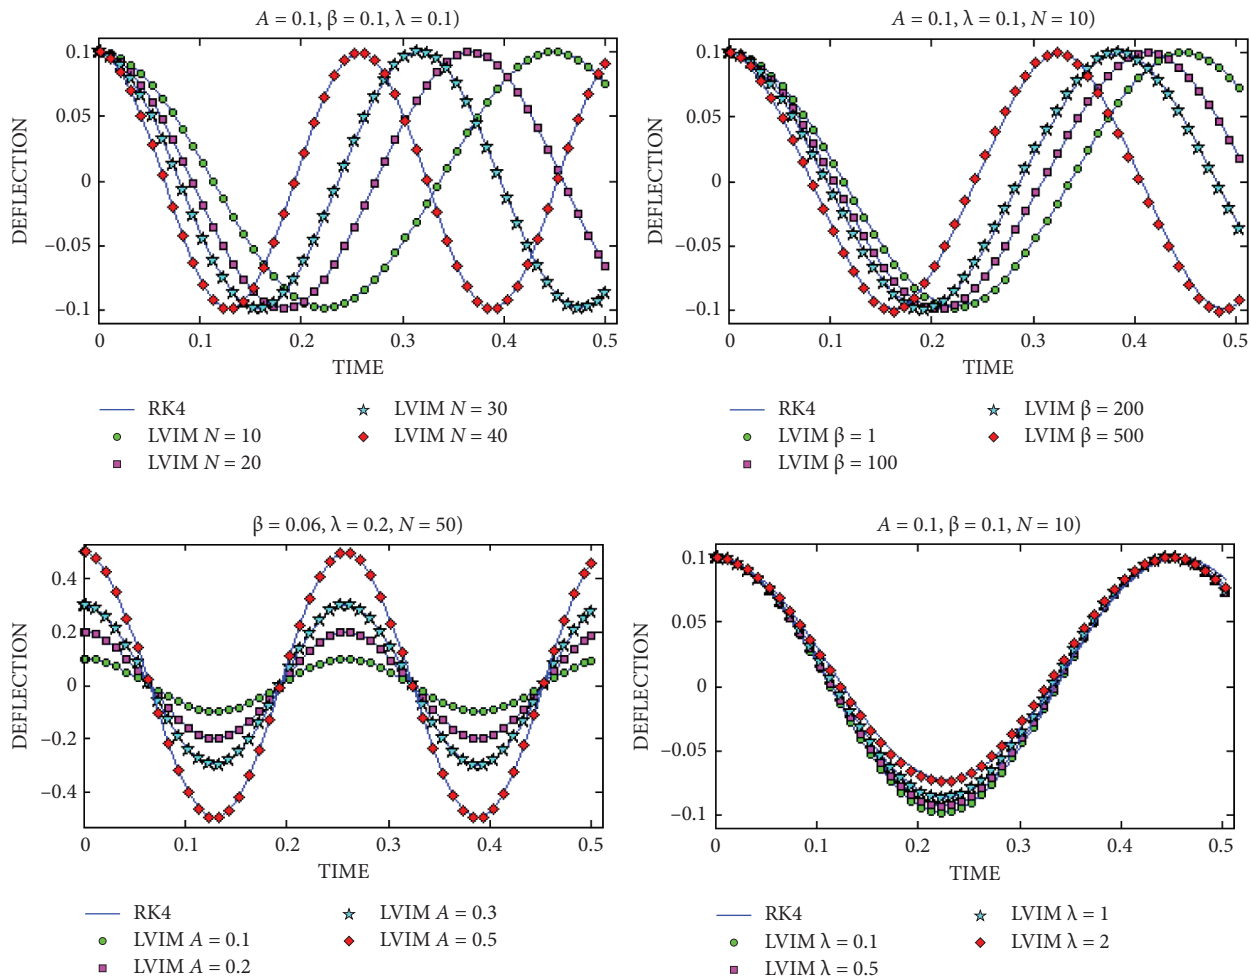 A = 0.1, β = 0.1, λ = 0.1)
0.1
0.05
0
−0.05
−0.1
DEFLECTION
0 0.1 0.2 0.3 0.4 0.5
TIME
RK4
LVIM N = 10
LVIM N = 20
LVIM N = 30
LVIM N = 40
A = 0.1, λ = 0.1, N = 10)
0.1
0.05
0
−0.05
−0.1
DEFLECTION
0 0.1 0.2 0.3 0.4 0.5
TIME
RK4
LVIM β = 1
LVIM β = 100
LVIM β = 200
LVIM β = 500
β = 0.06, λ = 0.2, N = 50)
0.4
0.2
0
−0.2
−0.4
DEFLECTION
0 0.1 0.2 0.3 0.4 0.5
TIME
RK4
LVIM A = 0.1
LVIM A = 0.2
LVIM A = 0.3
LVIM A = 0.5
A = 0.1, β = 0.1, N = 10)
0.1
0.05
0
−0.05
−0.1
DEFLECTION
0 0.1 0.2 0.3 0.4 0.5
TIME
RK4
LVIM λ = 0.1
LVIM λ = 0.5
LVIM λ = 1
LVIM λ = 2